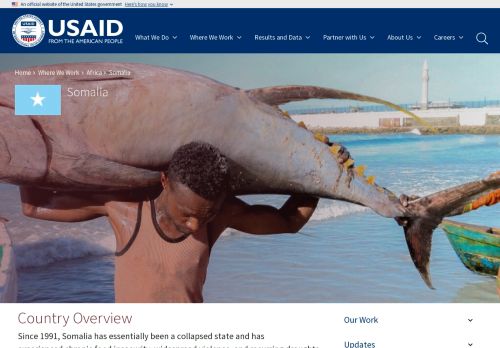 An official website of the United States government Here's how you know
USAID
FROM THE AMERICAN PEOPLE
What We Do
Where We Work
Results and Data
Partner with Us
About Us
Careers
Home › Where We Work › Africa › Somalia
Somalia
Country Overview
Our Work
Since 1991, Somalia has essentially been a collapsed state and has
Updates